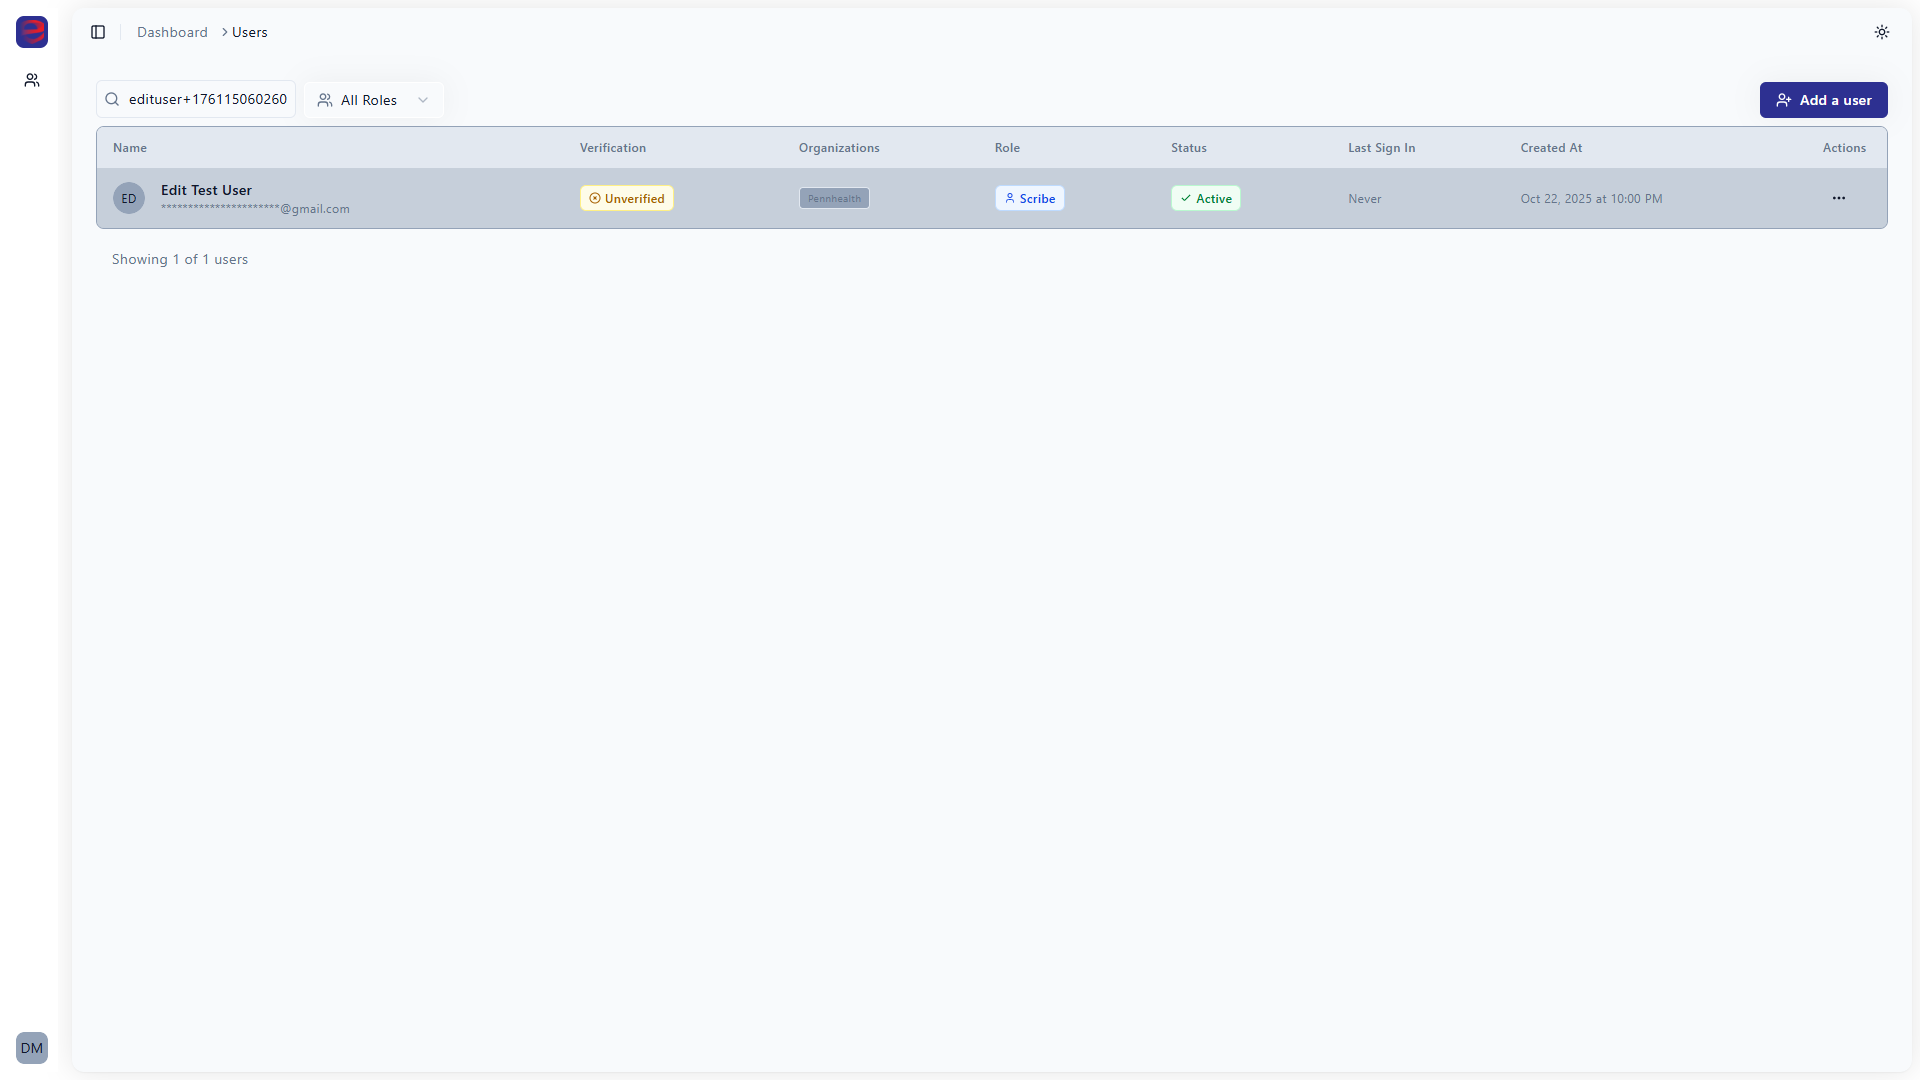 Dashboard > Users
edituser+176115060260
All Roles
Add a user
Name Verification Organizations Role Status Last Sign In Created At Actions
ED
Edit Test User
**********************@gmail.com
Unverified
Pennhealth
Scribe
Active
Never
Oct 22, 2025 at 10:00 PM
Showing 1 of 1 users
DM